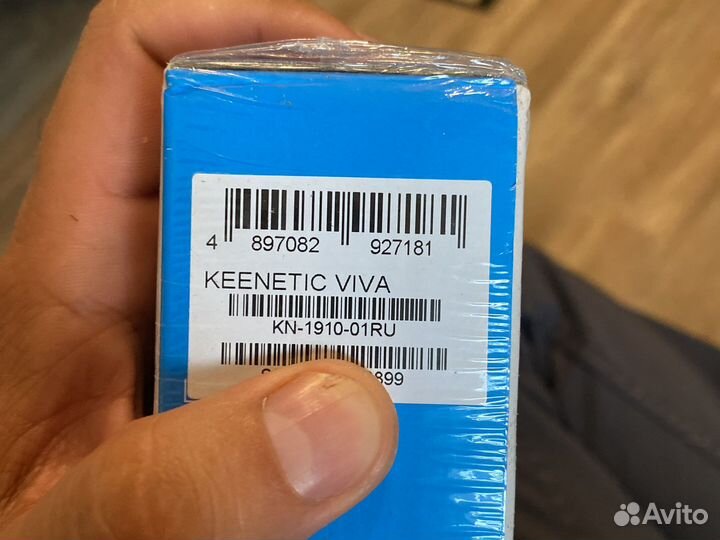 4 897082 927181
KEENETIC VIVA
KN-1910-01RU
899
Avito